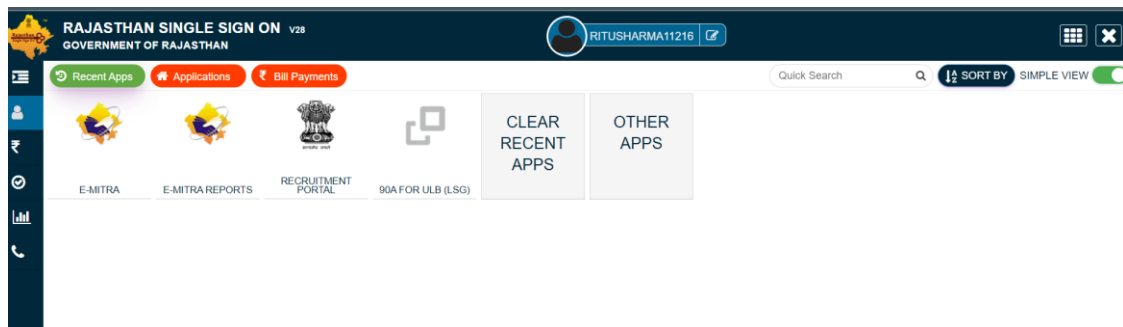 RAJASTHAN SINGLE SIGN ON V28
GOVERNMENT OF RAJASTHAN
RITUSHARMA11216
Recent Apps
Applications
₹ Bill Payments
Quick Search
SORT BY
SIMPLE VIEW
E-MITRA
E-MITRA REPORTS
RECRUITMENT
PORTAL
90A FOR ULB (LSG)
CLEAR
RECENT
APPS
OTHER
APPS
₹